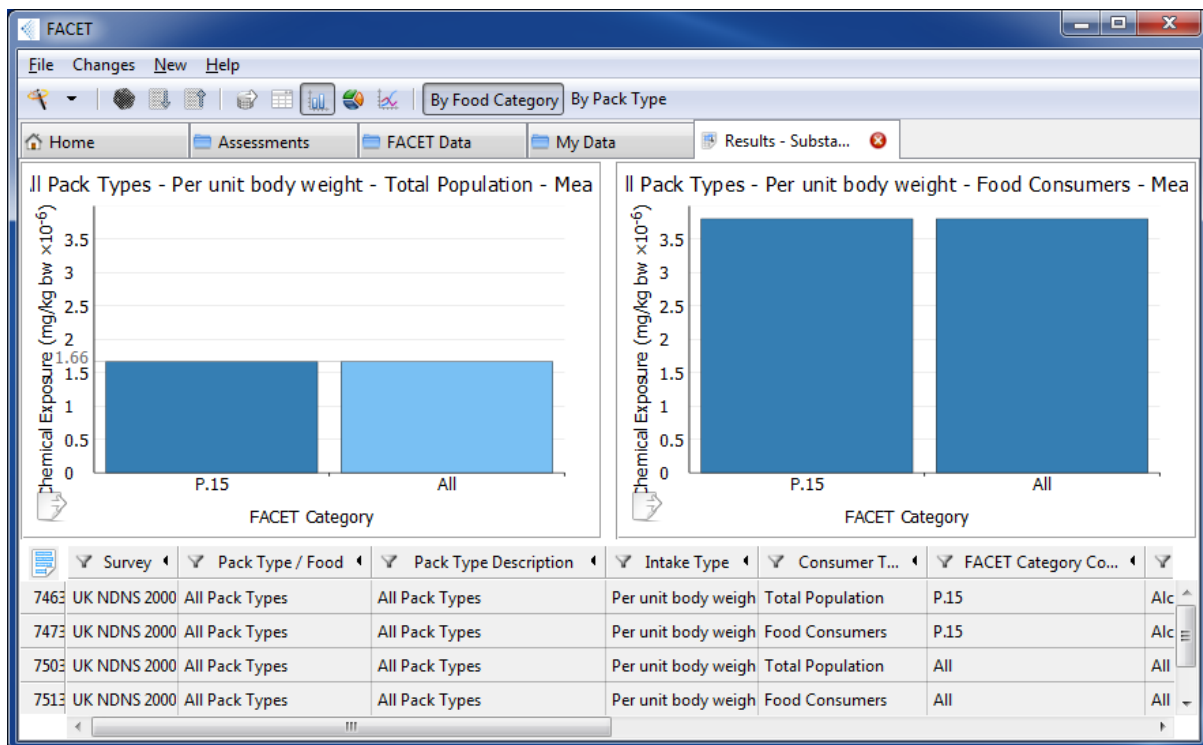 FACET
File Changes New Help
By Food Category By Pack Type
Home Assessments FACET Data My Data Results - Substa...
ll Pack Types - Per unit body weight - Total Population - Mea
hemical Exposure (mg/kg bw ×10⁻⁶)
3.5
3
2.5
2
1.66
1.5
1
0.5
0
P.15 All
FACET Category
ll Pack Types - Per unit body weight - Food Consumers - Mea
hemical Exposure (mg/kg bw ×10⁻⁶)
3.5
3
2.5
2
1.5
1
0.5
0
P.15 All
FACET Category
Survey Pack Type / Food Pack Type Description Intake Type Consumer T... FACET Category Co...
7463 UK NDNS 2000 All Pack Types All Pack Types Per unit body weigh Total Population P.15 Alc
7473 UK NDNS 2000 All Pack Types All Pack Types Per unit body weigh Food Consumers P.15 Alc
7503 UK NDNS 2000 All Pack Types All Pack Types Per unit body weigh Total Population All All
7513 UK NDNS 2000 All Pack Types All Pack Types Per unit body weigh Food Consumers All All